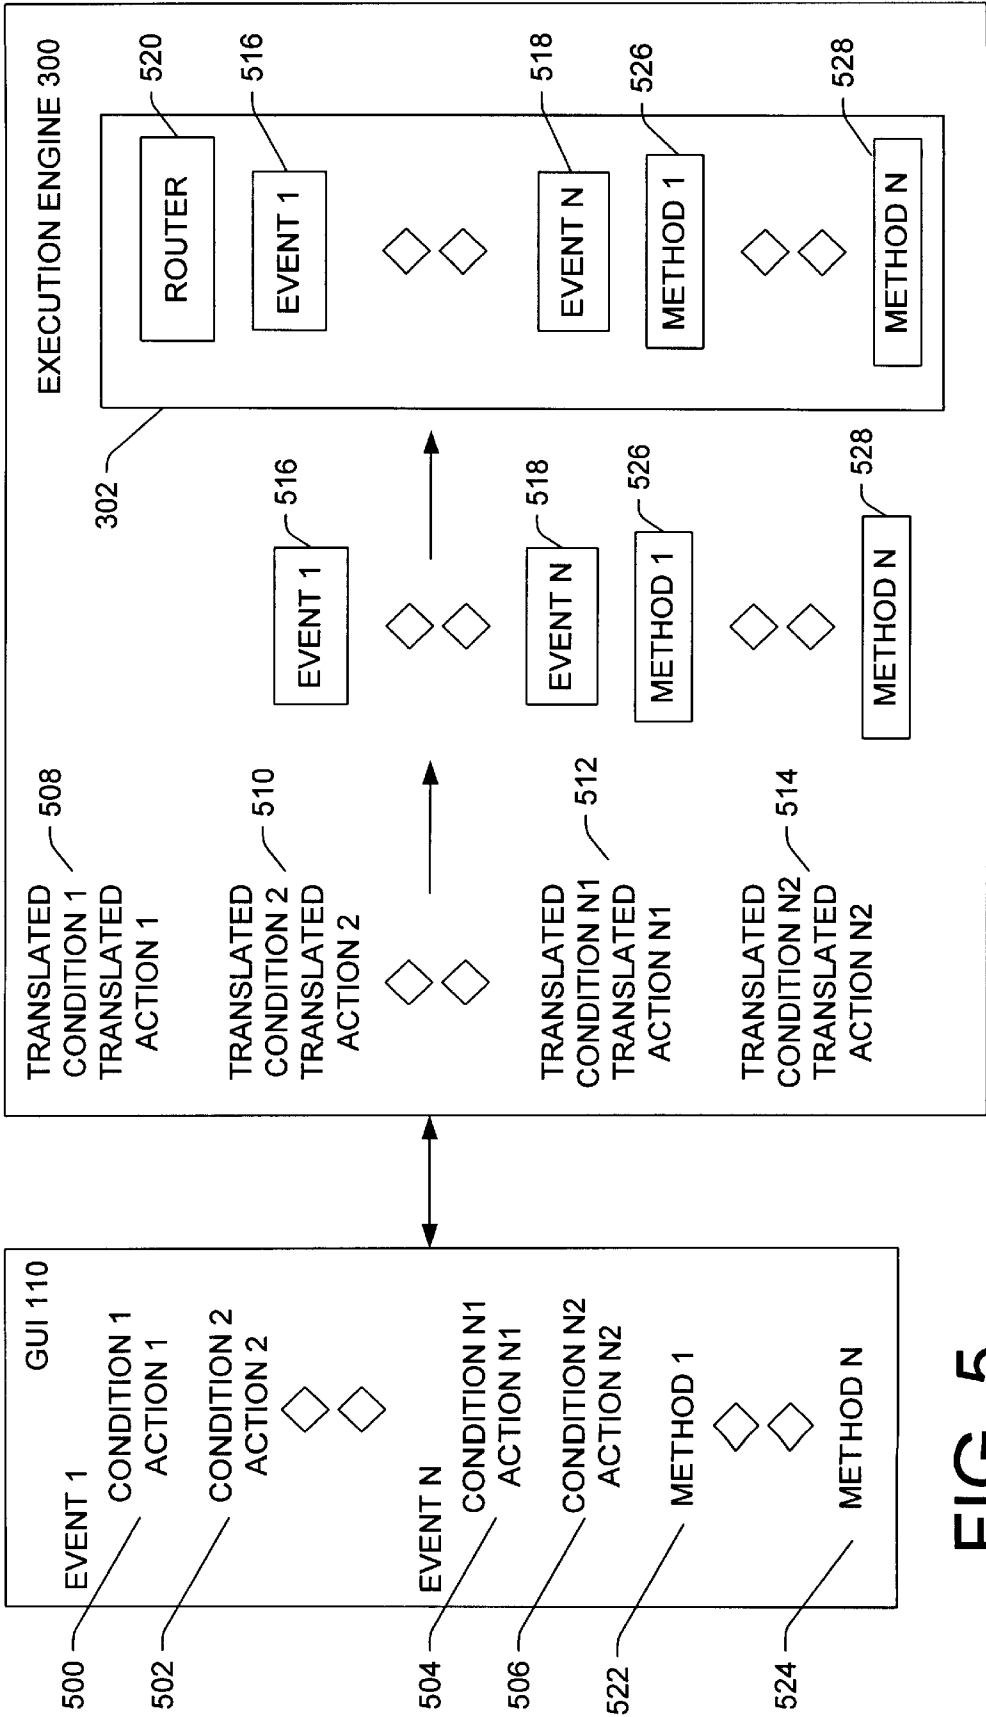 GUI 110
EVENT 1
500
CONDITION 1
ACTION 1
502
CONDITION 2
ACTION 2
EVENT N
504
CONDITION N1
ACTION N1
506
CONDITION N2
ACTION N2
522
METHOD 1
524
METHOD N
EXECUTION ENGINE 300
TRANSLATED
CONDITION 1
TRANSLATED
ACTION 1
508
TRANSLATED
CONDITION 2
TRANSLATED
ACTION 2
510
TRANSLATED
CONDITION N1
TRANSLATED
ACTION N1
512
TRANSLATED
CONDITION N2
TRANSLATED
ACTION N2
514
EVENT 1
516
EVENT N
518
METHOD 1
526
METHOD N
528
302
ROUTER
520
EVENT 1
516
EVENT N
518
METHOD 1
526
METHOD N
528
FIG. 5